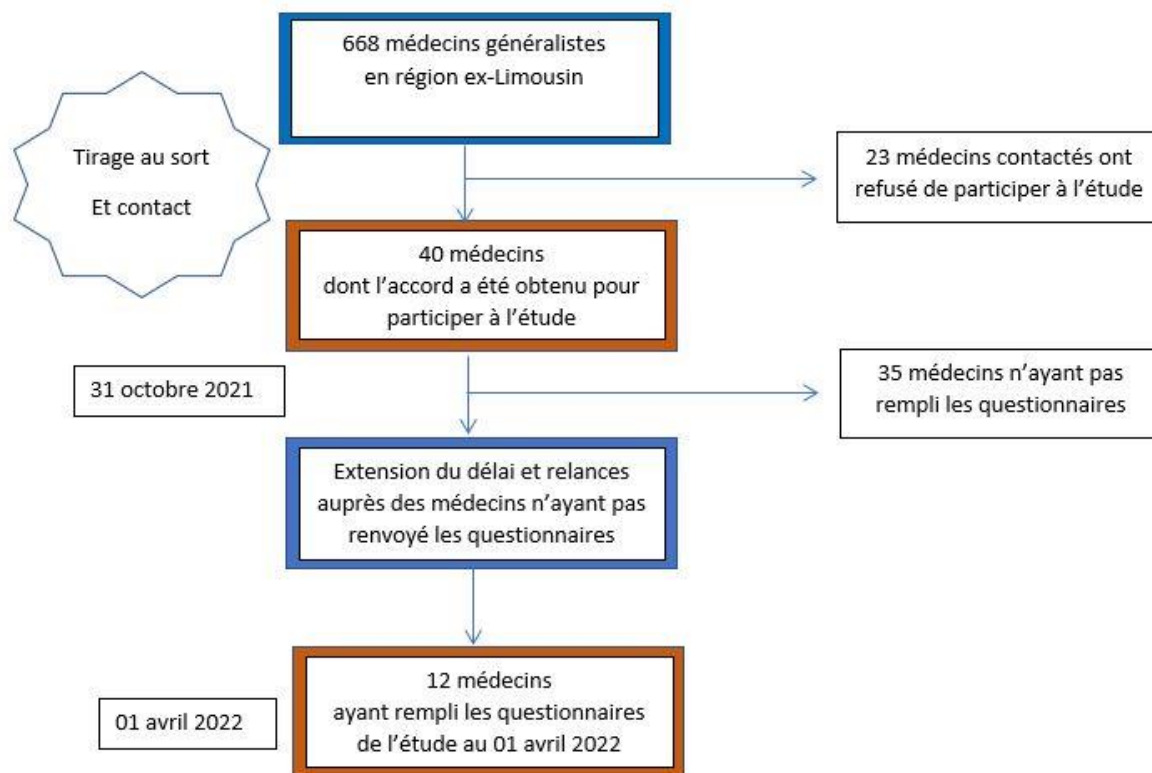 668 médecins généralistes
en région ex-Limousin
Tirage au sort
Et contact
23 médecins contactés ont
refusé de participer à l’étude
40 médecins
dont l’accord a été obtenu pour
participer à l’étude
31 octobre 2021
35 médecins n’ayant pas
rempli les questionnaires
Extension du délai et relances
auprès des médecins n’ayant pas
renvoyé les questionnaires
12 médecins
ayant rempli les questionnaires
de l’étude au 01 avril 2022
01 avril 2022